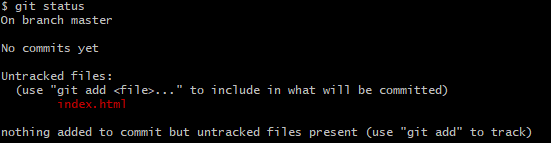 $ git status
On branch master
No commits yet
Untracked files:
(use "git add <file>..." to include in what will be committed)
index.html
nothing added to commit but untracked files present (use "git add" to track)